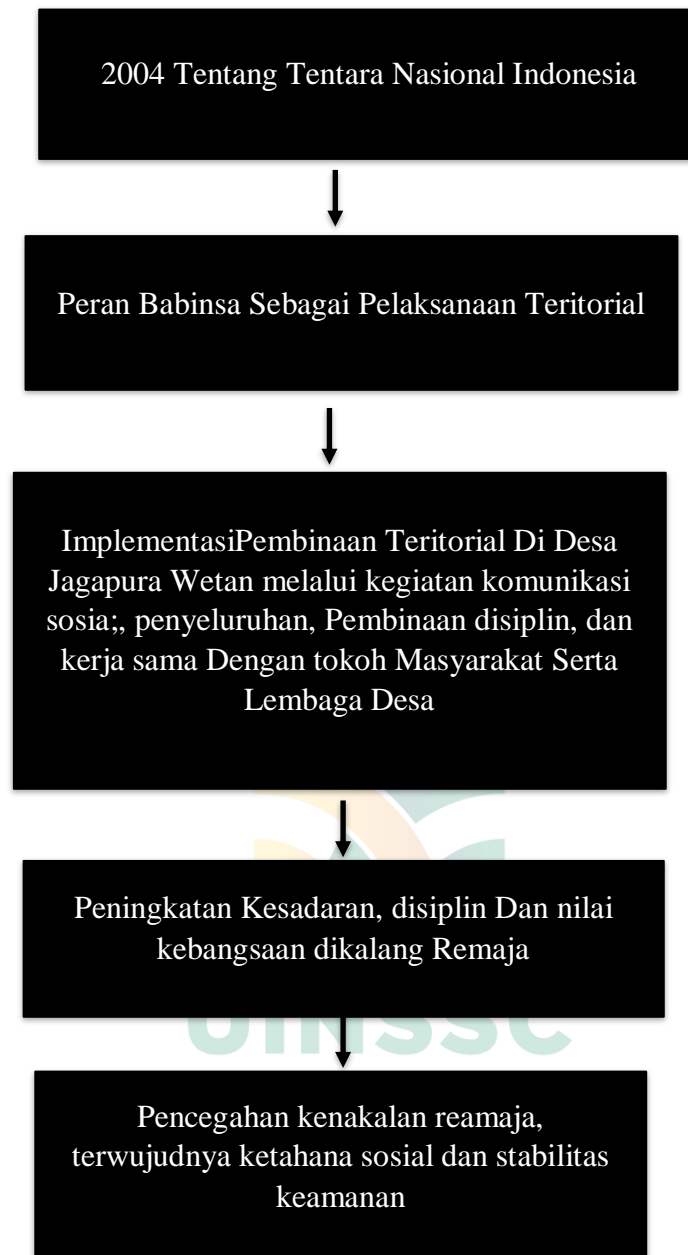 2004 Tentang Tentara Nasional Indonesia
Peran Babinsa Sebagai Pelaksanaan Teritorial
ImplementasiPembinaan Teritorial Di Desa
Jagapura Wetan melalui kegiatan komunikasi
sosia;, penyeluruhan, Pembinaan disiplin, dan
kerja sama Dengan tokoh Masyarakat Serta
Lembaga Desa
Peningkatan Kesadaran, disiplin Dan nilai
kebangsaan dikalang Remaja
UINSSC
Pencegahan kenakalan reamaja,
terwujudnya ketahana sosial dan stabilitas
keamanan